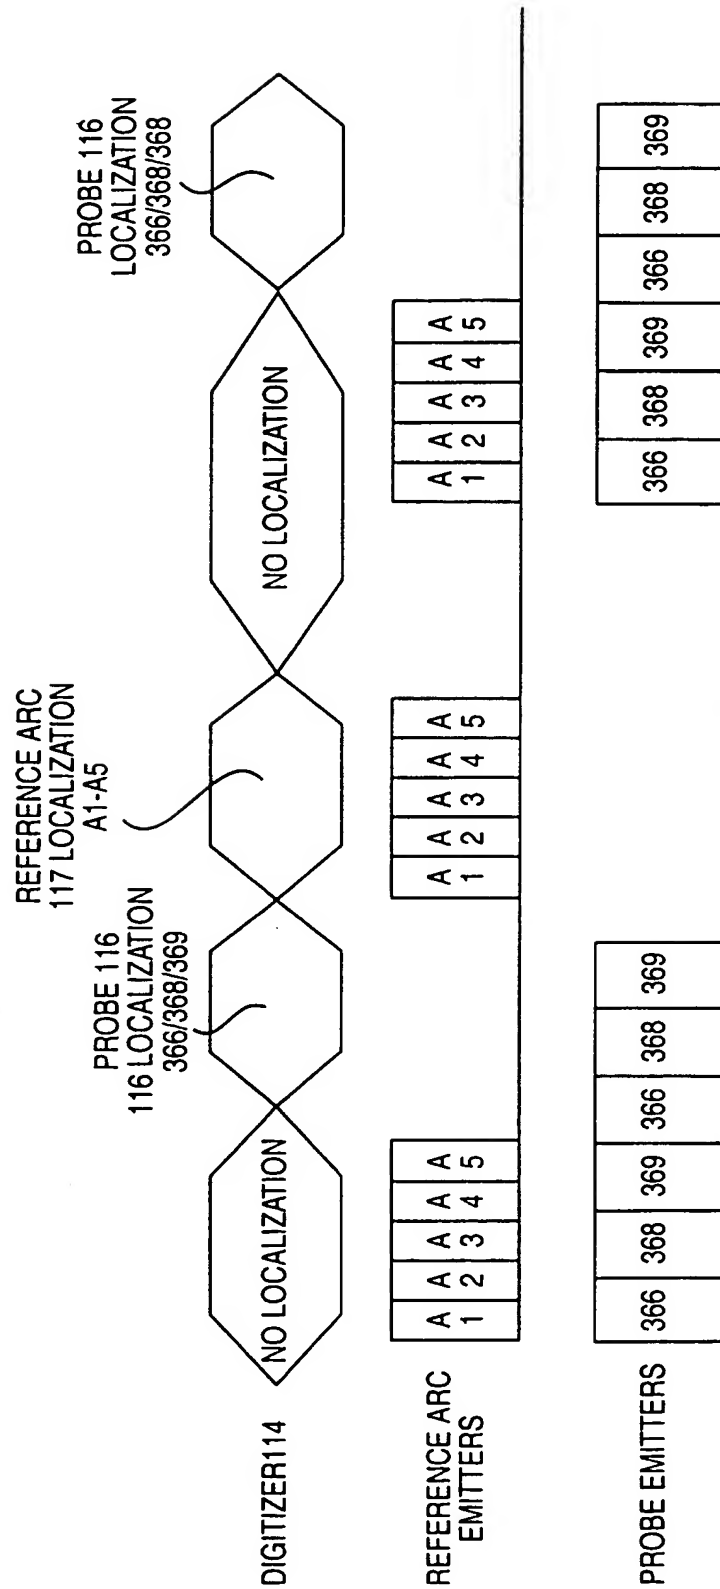 DIGITIZER114
NO LOCALIZATION
PROBE 116
116 LOCALIZATION
366/368/369
REFERENCE ARC
117 LOCALIZATION
A1-A5
NO LOCALIZATION
PROBE 116
LOCALIZATION
366/368/368
REFERENCE ARC
EMITTERS
A A A A A
1 2 3 4 5
A A A A A
1 2 3 4 5
A A A A A
1 2 3 4 5
PROBE EMITTERS
366 368 369 366 368 369
366 368 369 366 368 369